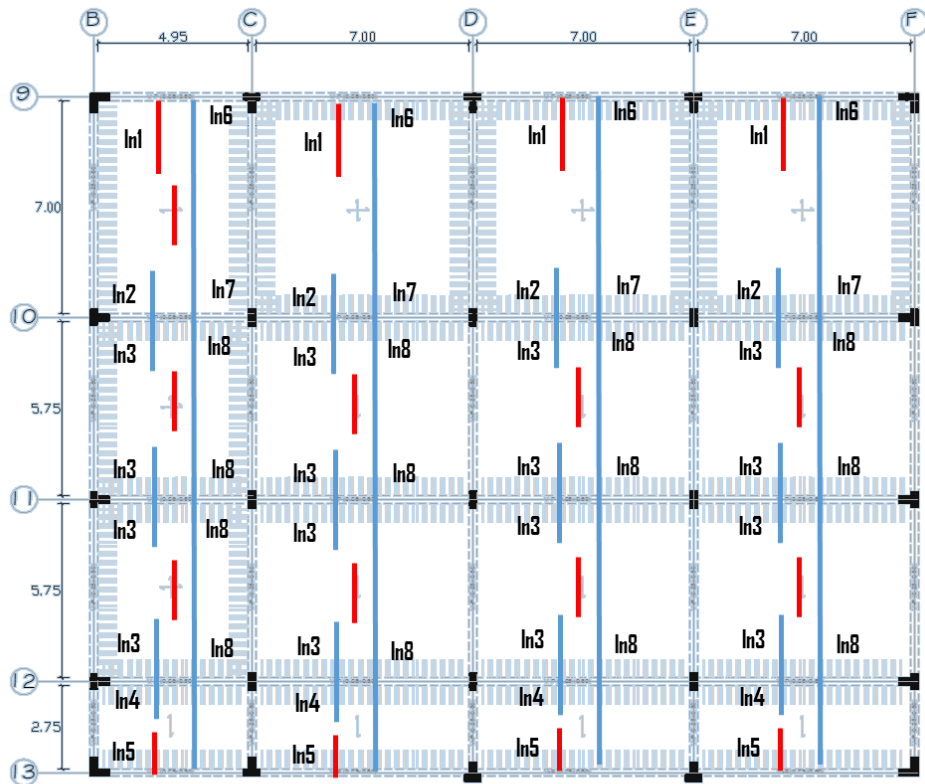 B C D E F
4.95 7.00 7.00 7.00
9
ln6 ln6 ln6 ln6
ln1 ln1 ln1 ln1
7.00
ln2 ln7 ln2 ln7 ln2 ln7 ln2 ln7
10
ln3 ln8 ln3 ln8 ln3 ln8 ln3 ln8
5.75
ln3 ln8 ln3 ln8 ln3 ln8 ln3 ln8
11
ln3 ln8 ln3 ln8 ln3 ln8 ln3 ln8
5.75
ln3 ln8 ln3 ln8 ln3 ln8 ln3 ln8
12
ln4 ln4 ln4 ln4
2.75
ln5 ln5 ln5 ln5
13